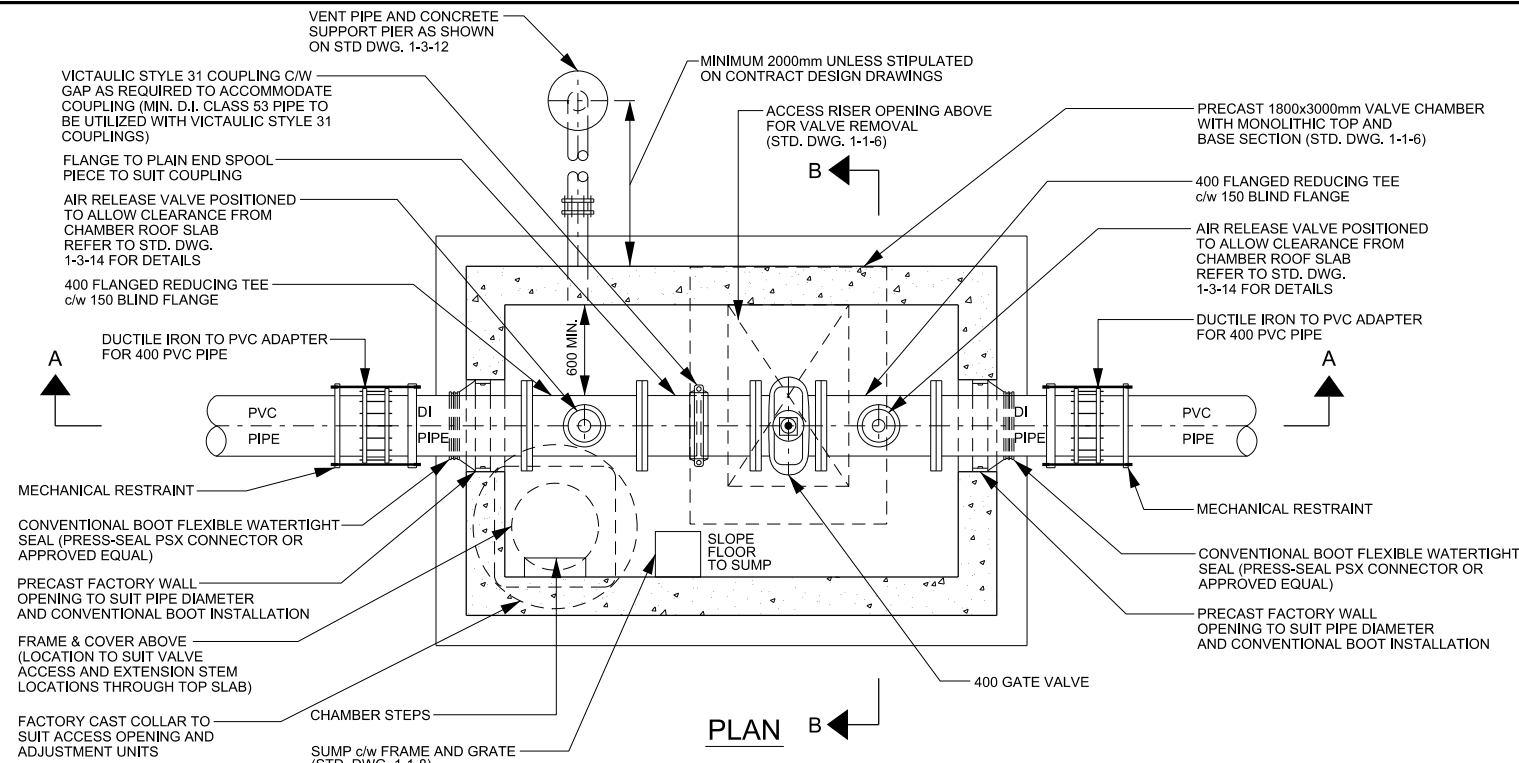 VENT PIPE AND CONCRETE
SUPPORT PIER AS SHOWN
ON STD DWG. 1-3-12
VICTAULIC STYLE 31 COUPLING C/W
GAP AS REQUIRED TO ACCOMMODATE
COUPLING (MIN. D.I. CLASS 53 PIPE TO
BE UTILIZED WITH VICTAULIC STYLE 31
COUPLINGS)
FLANGE TO PLAIN END SPOOL
PIECE TO SUIT COUPLING
AIR RELEASE VALVE POSITIONED
TO ALLOW CLEARANCE FROM
CHAMBER ROOF SLAB
REFER TO STD. DWG.
1-3-14 FOR DETAILS
400 FLANGED REDUCING TEE
c/w 150 BLIND FLANGE
DUCTILE IRON TO PVC ADAPTER
FOR 400 PVC PIPE
A
MINIMUM 2000mm UNLESS STIPULATED
ON CONTRACT DESIGN DRAWINGS
ACCESS RISER OPENING ABOVE
FOR VALVE REMOVAL
(STD. DWG. 1-1-6)
B
PRECAST 1800x3000mm VALVE CHAMBER
WITH MONOLITHIC TOP AND
BASE SECTION (STD. DWG. 1-1-6)
400 FLANGED REDUCING TEE
c/w 150 BLIND FLANGE
AIR RELEASE VALVE POSITIONED
TO ALLOW CLEARANCE FROM
CHAMBER ROOF SLAB
REFER TO STD. DWG.
1-3-14 FOR DETAILS
DUCTILE IRON TO PVC ADAPTER
FOR 400 PVC PIPE
A
600 MIN.
PVC
PIPE
DI
PIPE
DI
PIPE
PVC
PIPE
MECHANICAL RESTRAINT
CONVENTIONAL BOOT FLEXIBLE WATERTIGHT
SEAL (PRESS-SEAL PSX CONNECTOR OR
APPROVED EQUAL)
PRECAST FACTORY WALL
OPENING TO SUIT PIPE DIAMETER
AND CONVENTIONAL BOOT INSTALLATION
FRAME & COVER ABOVE
(LOCATION TO SUIT VALVE
ACCESS AND EXTENSION STEM
LOCATIONS THROUGH TOP SLAB)
FACTORY CAST COLLAR TO
SUIT ACCESS OPENING AND
ADJUSTMENT UNITS
SLOPE
FLOOR
TO SUMP
CHAMBER STEPS
SUMP c/w FRAME AND GRATE
(STD. DWG. 1-1-8)
PLAN
B
400 GATE VALVE
MECHANICAL RESTRAINT
CONVENTIONAL BOOT FLEXIBLE WATERTIGHT
SEAL (PRESS-SEAL PSX CONNECTOR OR
APPROVED EQUAL)
PRECAST FACTORY WALL
OPENING TO SUIT PIPE DIAMETER
AND CONVENTIONAL BOOT INSTALLATION